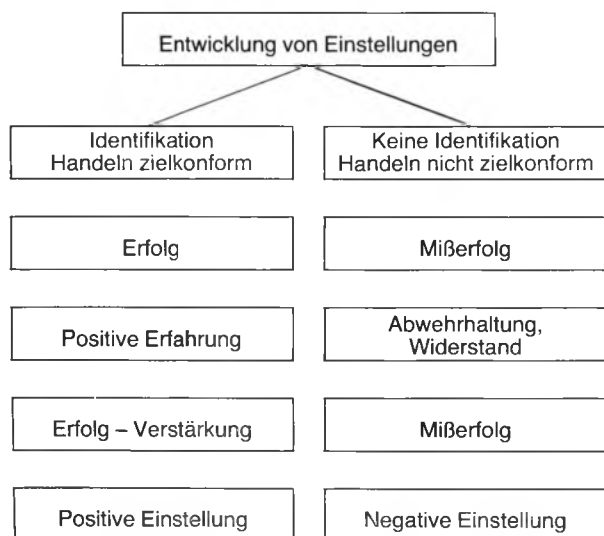 Entwicklung von Einstellungen
Identifikation
Handeln zielkonform
Keine Identifikation
Handeln nicht zielkonform
Erfolg
Mißerfolg
Positive Erfahrung
Abwehrhaltung,
Widerstand
Erfolg – Verstärkung
Mißerfolg
Positive Einstellung
Negative Einstellung